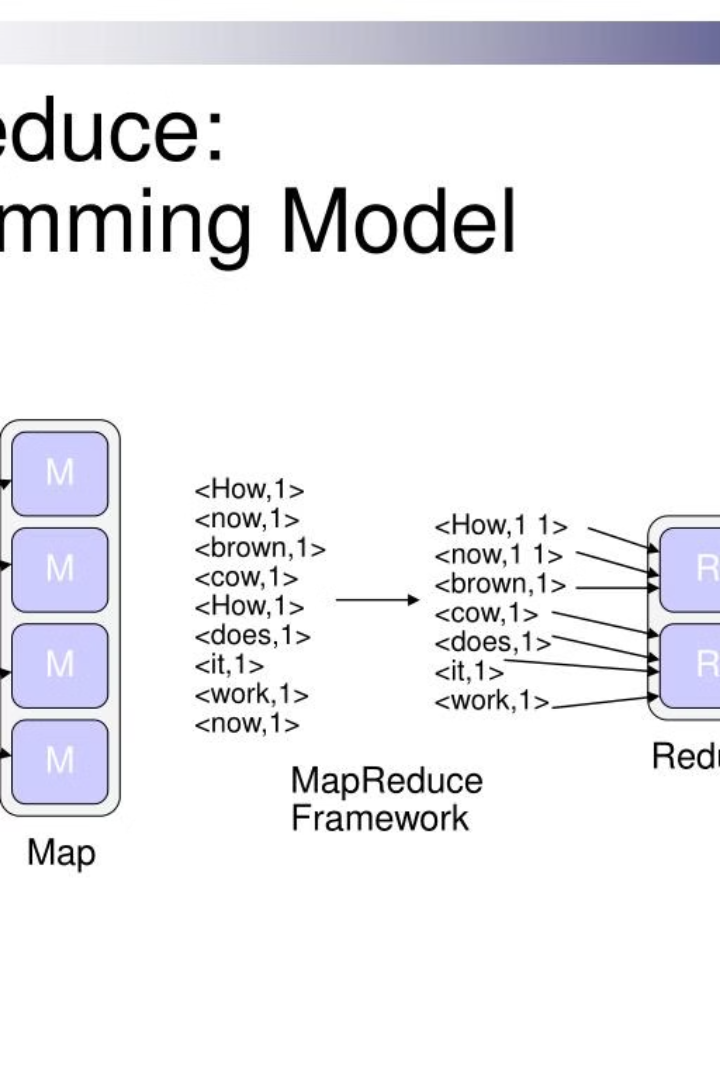 educe:
mming Model
M
M
M
M
Map
<How,1>
<now,1>
<brown,1>
<cow,1>
<How,1>
<does,1>
<it,1>
<work,1>
<now,1>
MapReduce
Framework
<How,1 1>
<now,1 1>
<brown,1>
<cow,1>
<does,1>
<it,1>
<work,1>
R
R
Redu